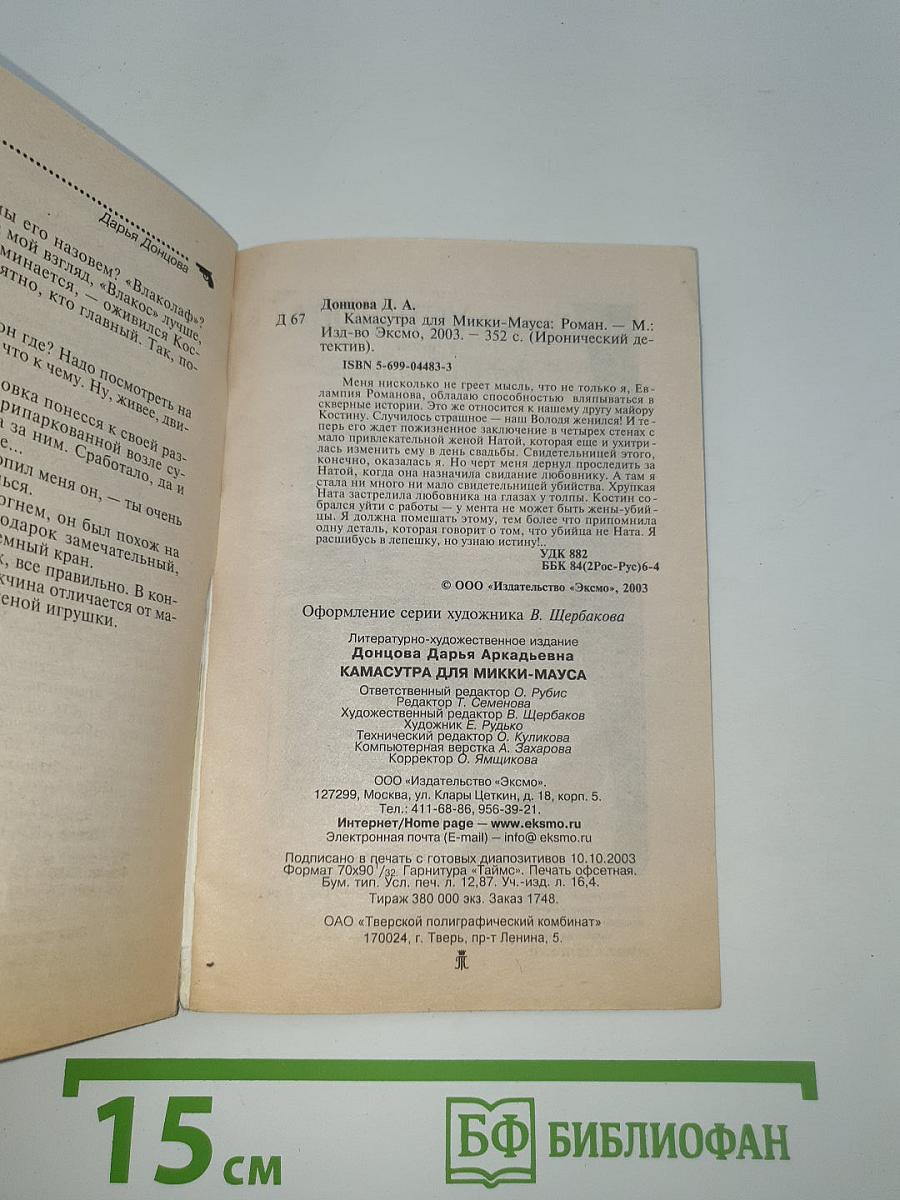 Дарья Донцова
ы его назовем? «Влаколаф»?
мой взгляд, «Влакос» лучше,
минается, — оживился Кос-
ятно, кто главный. Так, по-
он где? Надо посмотреть на
что к чему. Ну, живее, дви-
овка понесся к своей раз-
рипаркованной возле су-
а за ним. Сработало, да и
е...
опил меня он, — ты очень
ься.
огнем, он был похож на
одарок замечательный,
емный кран.
к, все правильно. В кон-
жчина отличается от ма-
еной игрушки.
Донцова Д. А.
Д 67 Камасутра для Микки-Мауса: Роман. — М.:
Изд-во Эксмо, 2003. — 352 с. (Иронический де-
тектив).
ISBN 5-699-04483-3
Меня нисколько не греет мысль, что не только я, Ев-
лампия Романова, обладаю способностью вляпываться в
скверные истории. Это же относится к нашему другу майору
Костину. Случилось страшное — наш Володя женился! И те-
перь его ждет пожизненное заключение в четырех стенах с
мало привлекательной женой Натой, которая еще и ухитри-
лась изменить ему в день свадьбы. Свидетельницей этого,
конечно, оказалась я. Но черт меня дернул проследить за
Натой, когда она назначила свидание любовнику. А там я
стала ни много ни мало свидетельницей убийства. Хрупкая
Ната застрелила любовника на глазах у толпы. Костин со-
брался уйти с работы — у мента не может быть жены-убий-
цы. Я должна помешать этому, тем более что припомнила
одну деталь, которая говорит о том, что убийца не Ната. Я
расшибусь в лепешку, но узнаю истину!..
УДК 882
ББК 84(2Рос-Рус)6-4
© ООО «Издательство «Эксмо», 2003
Оформление серии художника В. Щербакова
Литературно-художественное издание
Донцова Дарья Аркадьевна
КАМАСУТРА ДЛЯ МИККИ-МАУСА
Ответственный редактор О. Рубис
Редактор Т. Семенова
Художественный редактор В. Щербаков
Художник Е. Рудько
Технический редактор О. Куликова
Компьютерная верстка А. Захарова
Корректор О. Ямщикова
ООО «Издательство «Эксмо».
127299, Москва, ул. Клары Цеткин, д. 18, корп. 5.
Тел.: 411-68-86, 956-39-21.
Интернет/Home page — www.eksmo.ru
Электронная почта (E-mail) — info@ eksmo.ru
Подписано в печать с готовых диапозитивов 10.10.2003
Формат 70x90 1/32. Гарнитура «Таймс». Печать офсетная.
Бум. тип. Усл. печ. л. 12,87. Уч.-изд. л. 16,4.
Тираж 380 000 экз. Заказ 1748.
ОАО «Тверской полиграфический комбинат»
170024, г. Тверь, пр-т Ленина, 5.
15 см
БФ БИБЛИОФАН